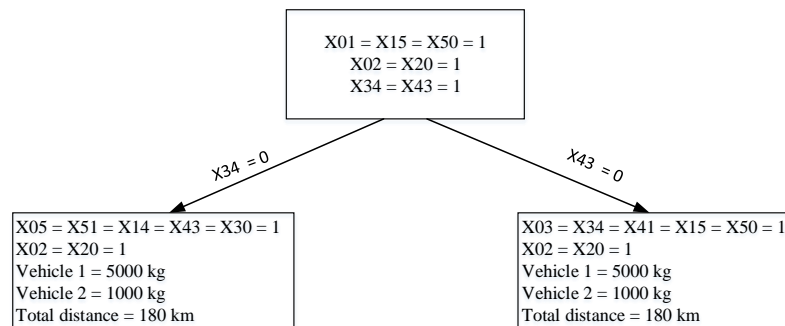 X01 = X15 = X50 = 1
X02 = X20 = 1
X34 = X43 = 1
X34 = 0
X43 = 0
X05 = X51 = X14 = X43 = X30 = 1
X02 = X20 = 1
Vehicle 1 = 5000 kg
Vehicle 2 = 1000 kg
Total distance = 180 km
X03 = X34 = X41 = X15 = X50 = 1
X02 = X20 = 1
Vehicle 1 = 5000 kg
Vehicle 2 = 1000 kg
Total distance = 180 km